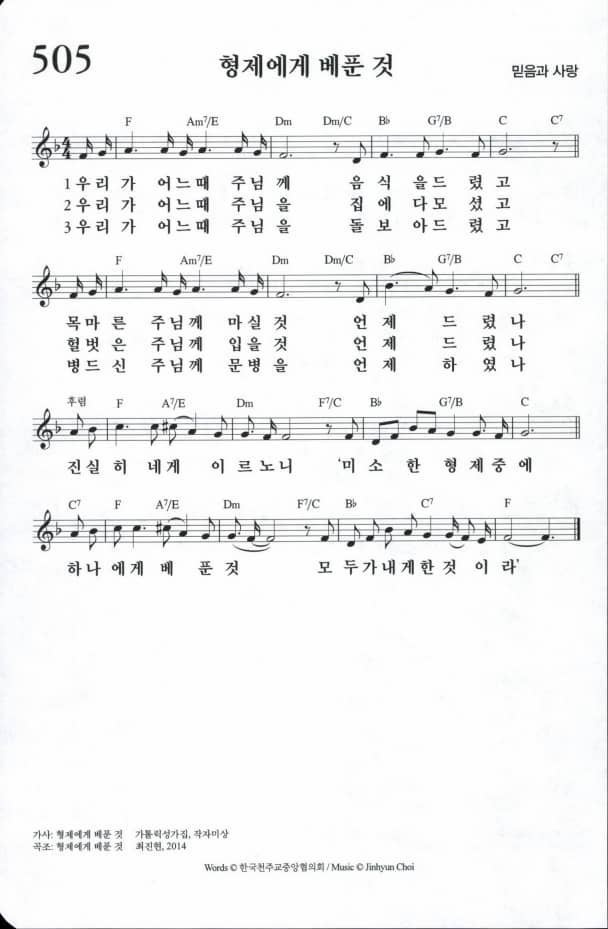 505
형제에게 베푼 것
믿음과 사랑
F Am7/E Dm Dm/C B♭ G7/B C C7
1우리가 어느때 주님께 음식을드렸고
2우리가 어느때 주님을 집에다모셨고
3우리가 어느때 주님을 돌보아드렸고
F Am7/E Dm Dm/C B♭ G7/B C C7
목마른 주님께 마실것 언제 드렸나
헐벗은 주님께 입을것 언제 드렸나
병드신 주님께 문병을 언제 하였나
후렴 F A7/E Dm F7/C B♭ G7/B C
진실히 네게 이르노니 ‘미소한 형제중에
C7 F A7/E Dm F7/C B♭ C7 F
하나에게 베푼것 모두가내게한것이라’
가사: 형제에게 베푼 것 가톨릭성가집, 작자미상
곡조: 형제에게 베푼 것 최진현, 2014
Words © 한국천주교중앙협의회 / Music © Jinhyun Choi